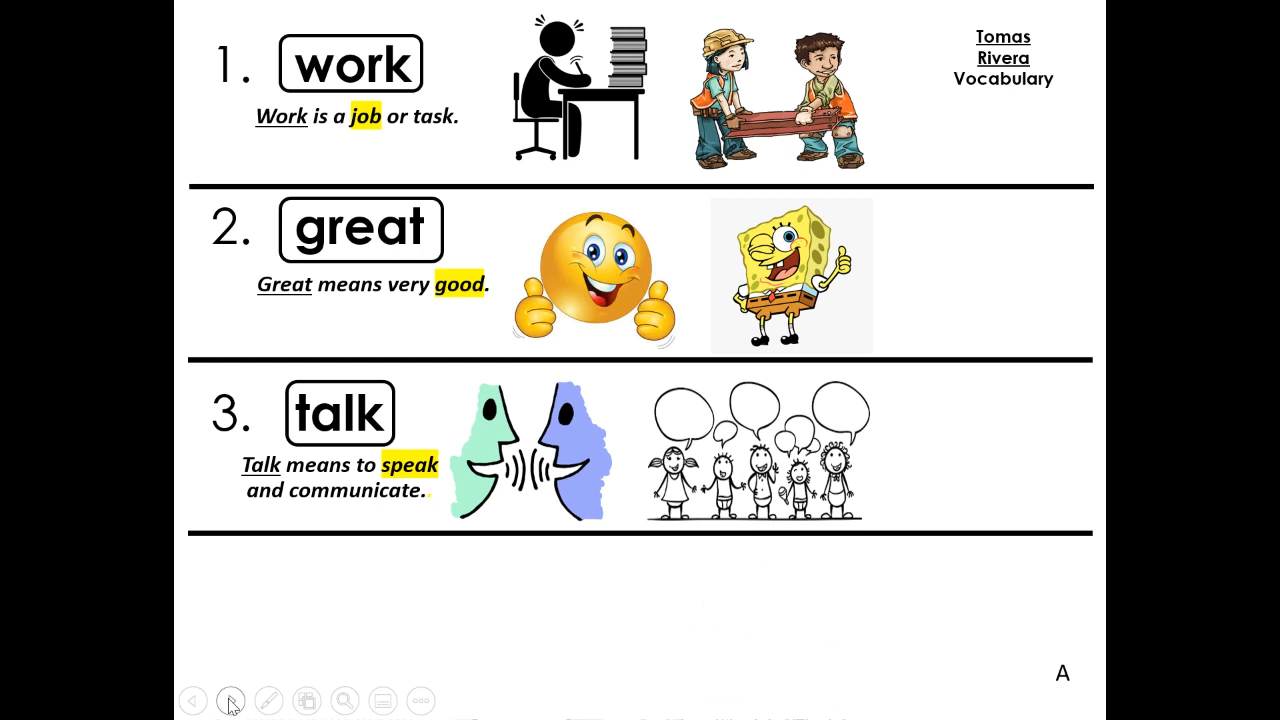 1. work
Work is a job or task.
Tomas
Rivera
Vocabulary
2. great
Great means very good.
3. talk
Talk means to speak
and communicate..
A